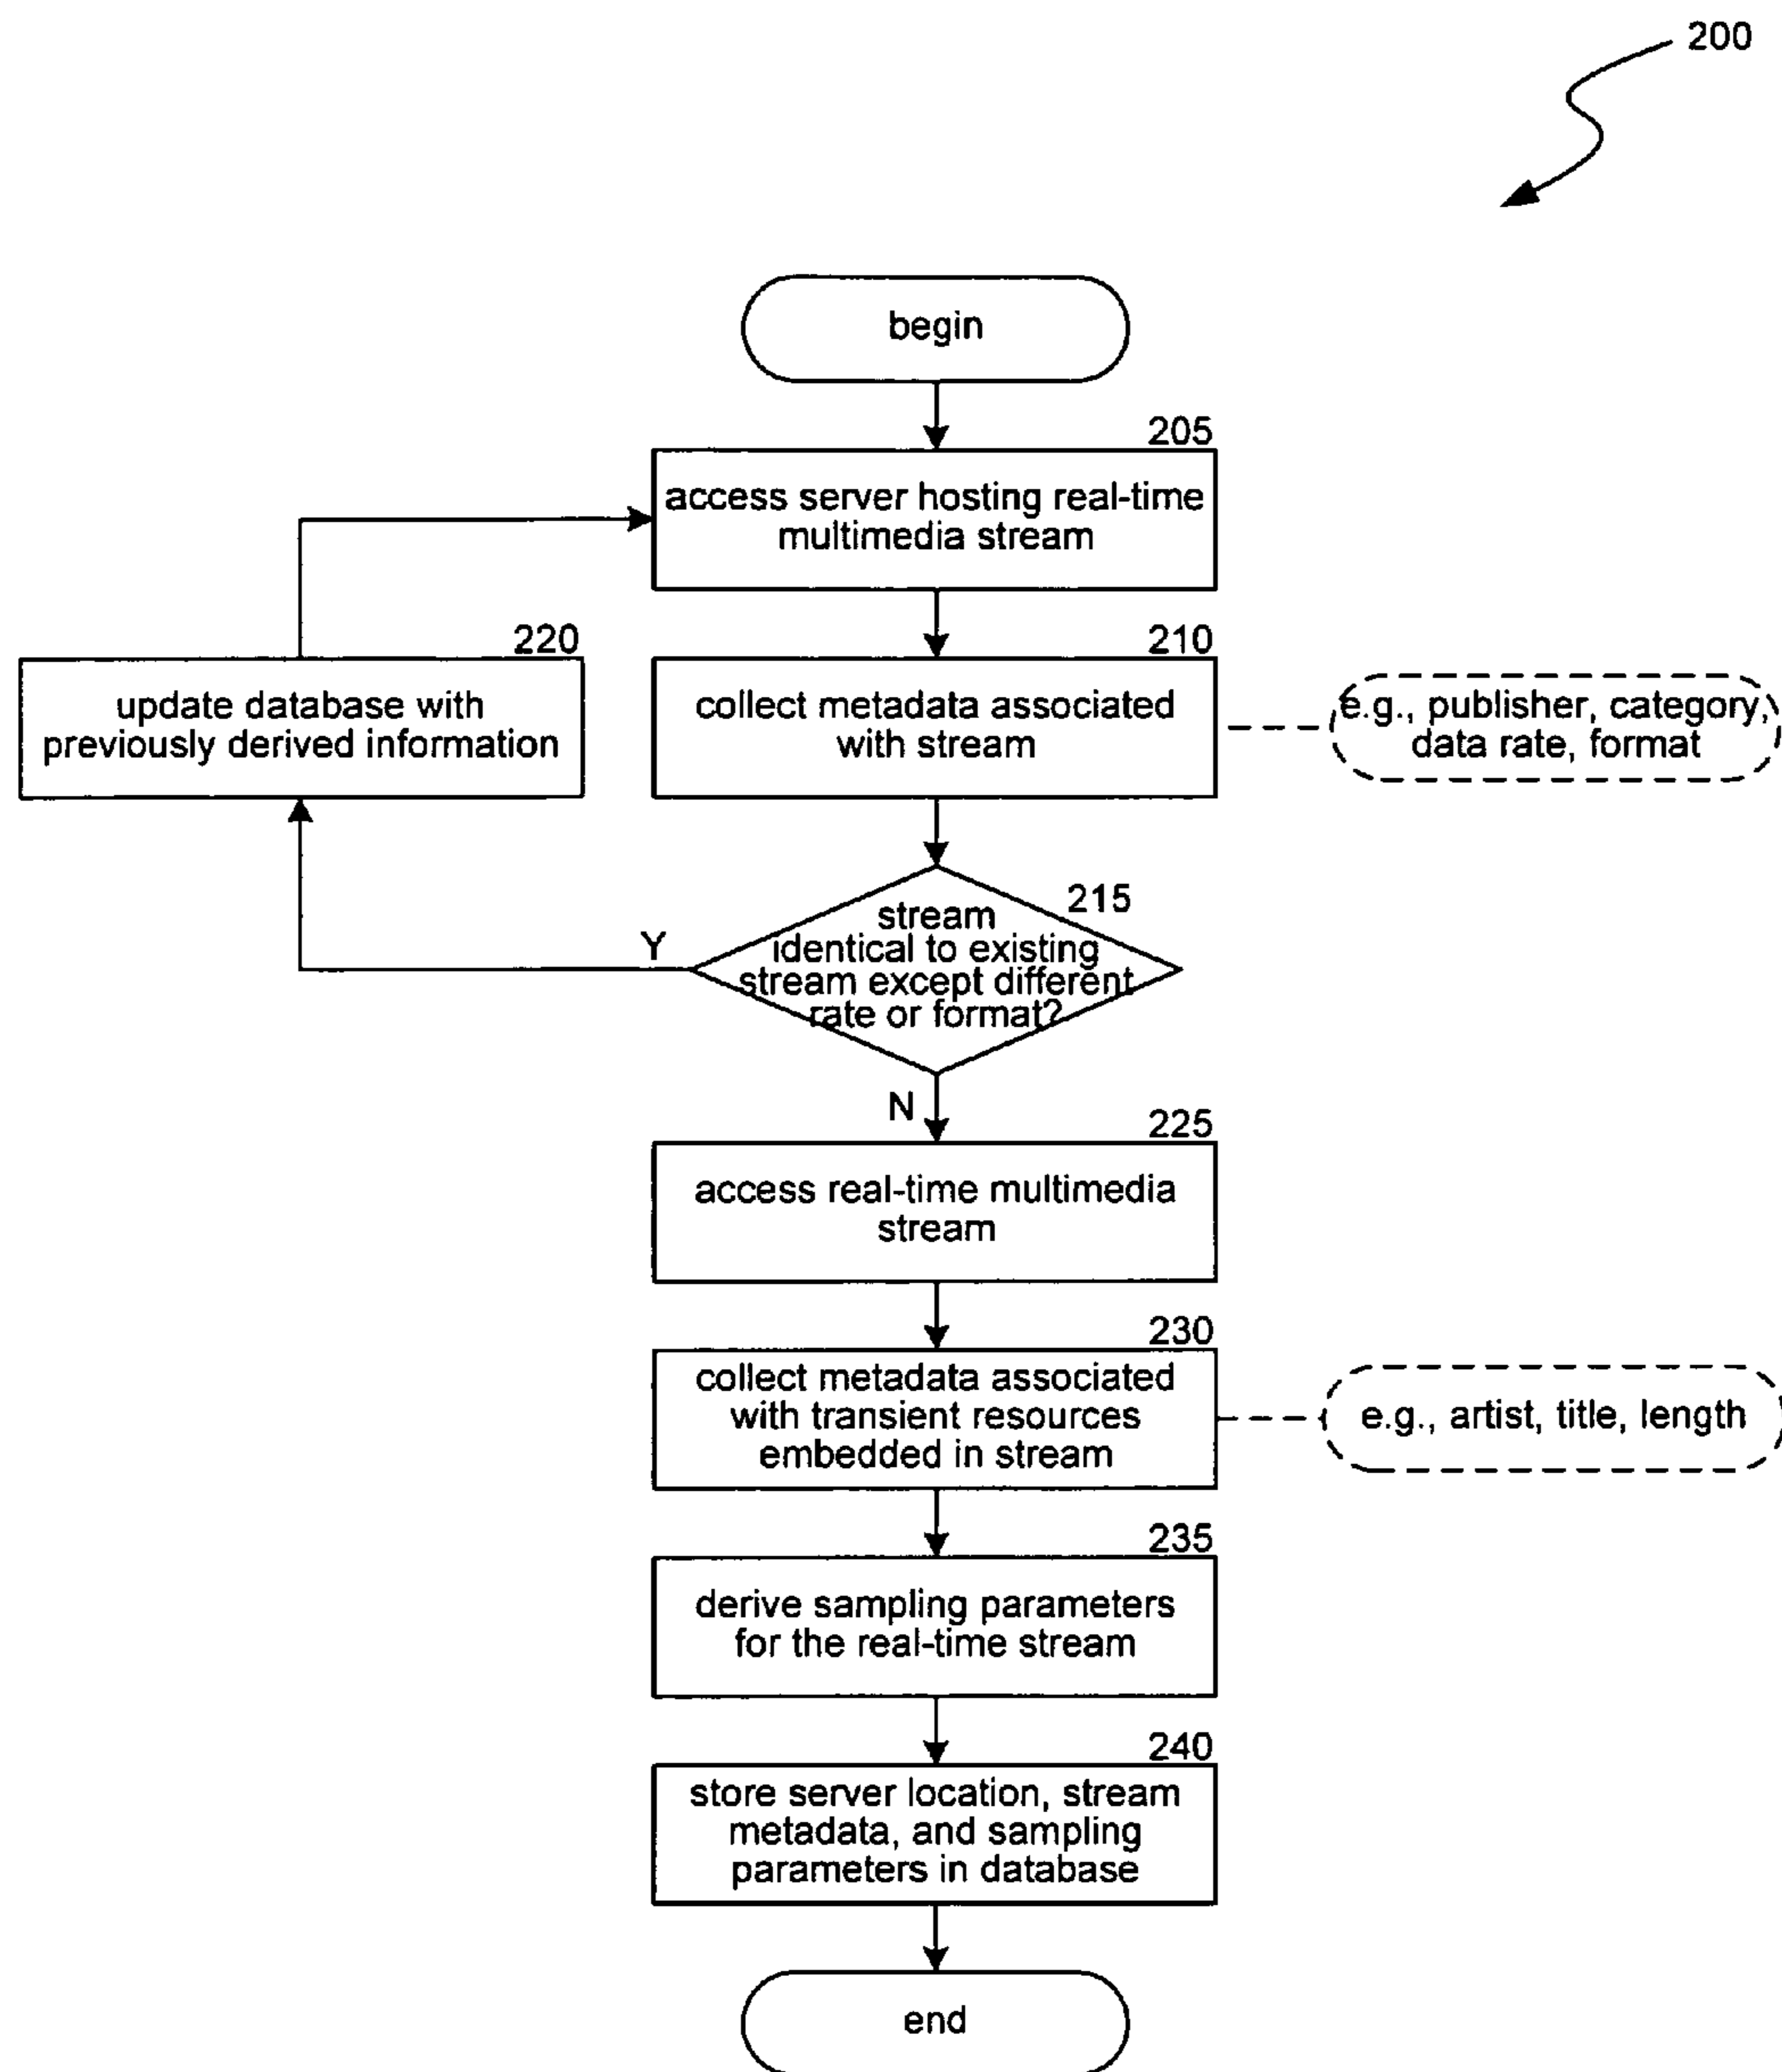 200
begin
205
access server hosting real-time
multimedia stream
220
update database with
previously derived information
210
collect metadata associated
with stream
e.g., publisher, category,
data rate, format
215
stream
identical to existing
stream except different
rate or format?
Y
N
225
access real-time multimedia
stream
230
collect metadata associated
with transient resources
embedded in stream
e.g., artist, title, length
235
derive sampling parameters
for the real-time stream
240
store server location, stream
metadata, and sampling
parameters in database
end